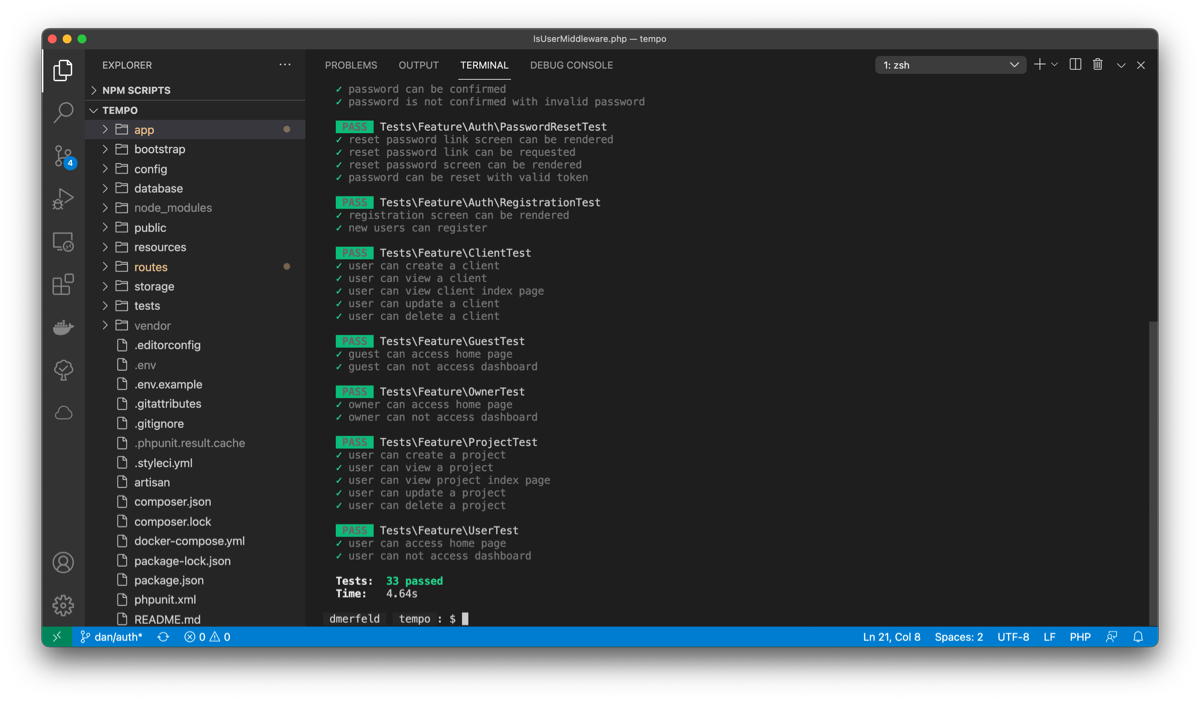 IsUserMiddleware.php — tempo
EXPLORER
NPM SCRIPTS
TEMPO
app
bootstrap
config
database
node_modules
public
resources
routes
storage
tests
vendor
.editorconfig
.env
.env.example
.gitattributes
.gitignore
.phpunit.result.cache
.styleci.yml
artisan
composer.json
composer.lock
docker-compose.yml
package-lock.json
package.json
phpunit.xml
README.md
4
PROBLEMS OUTPUT TERMINAL DEBUG CONSOLE 1: zsh
✓ password can be confirmed
✓ password is not confirmed with invalid password
PASS Tests\Feature\Auth\PasswordResetTest
✓ reset password link screen can be rendered
✓ reset password link can be requested
✓ reset password screen can be rendered
✓ password can be reset with valid token
PASS Tests\Feature\Auth\RegistrationTest
✓ registration screen can be rendered
✓ new users can register
PASS Tests\Feature\ClientTest
✓ user can create a client
✓ user can view a client
✓ user can view client index page
✓ user can update a client
✓ user can delete a client
PASS Tests\Feature\GuestTest
✓ guest can access home page
✓ guest can not access dashboard
PASS Tests\Feature\OwnerTest
✓ owner can access home page
✓ owner can not access dashboard
PASS Tests\Feature\ProjectTest
✓ user can create a project
✓ user can view a project
✓ user can view project index page
✓ user can update a project
✓ user can delete a project
PASS Tests\Feature\UserTest
✓ user can access home page
✓ user can not access dashboard
Tests: 33 passed
Time: 4.64s
dmerfeld tempo : $
dan/auth* 0 0 Ln 21, Col 8 Spaces: 2 UTF-8 LF PHP